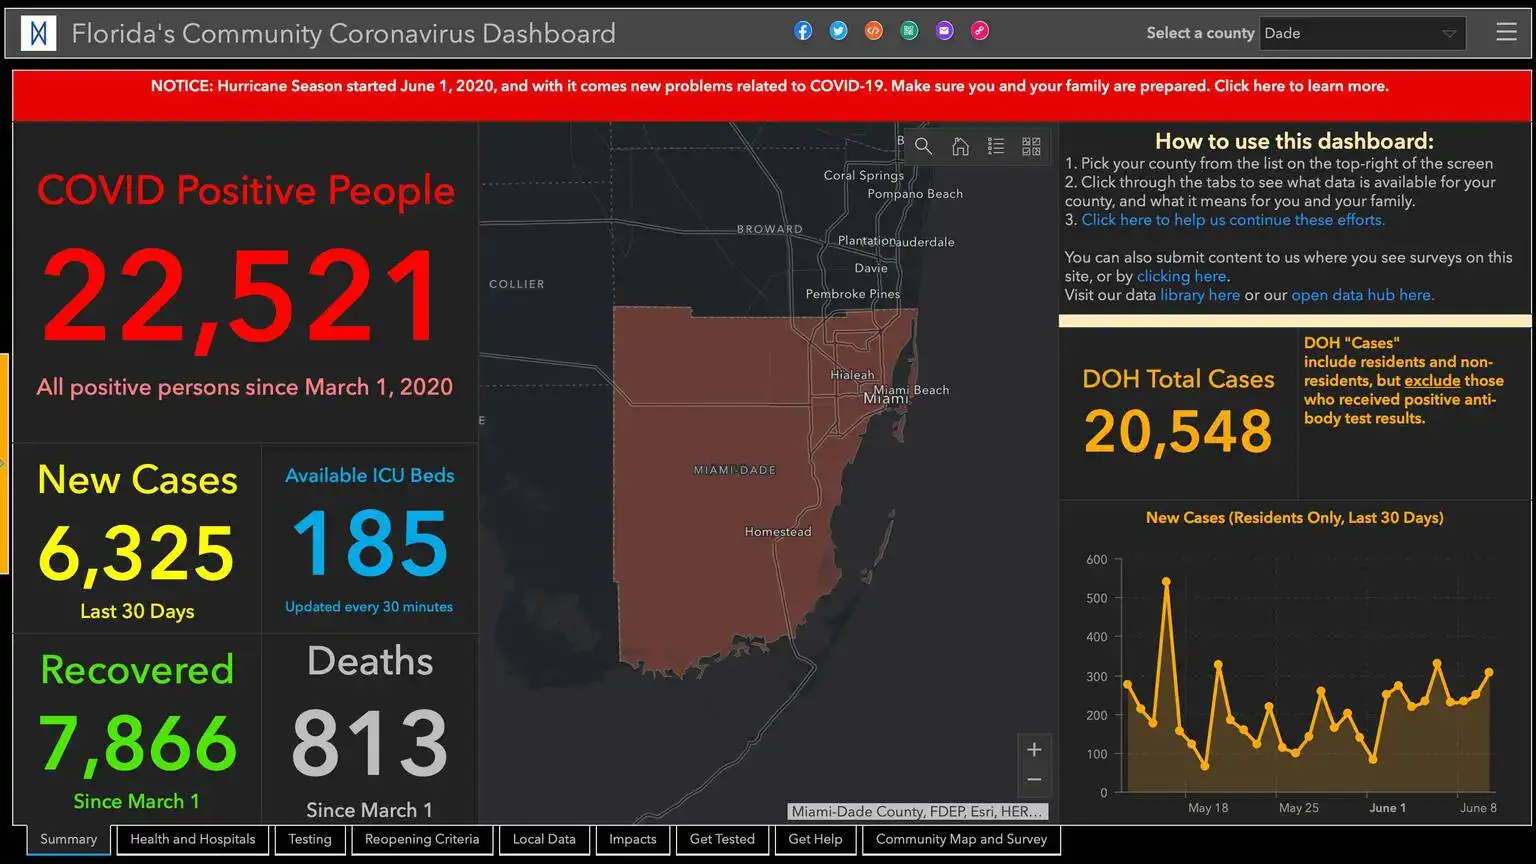 Florida's Community Coronavirus Dashboard
Select a county
Dade
NOTICE: Hurricane Season started June 1, 2020, and with it comes new problems related to COVID-19. Make sure you and your family are prepared. Click here to learn more.
COVID Positive People
22,521
All positive persons since March 1, 2020
New Cases
6,325
Last 30 Days
Available ICU Beds
185
Updated every 30 minutes
Recovered
7,866
Since March 1
Deaths
813
Since March 1
B
Coral Springs
Pompano Beach
BROWARD
Plantation
auderdale
Davie
COLLIER
Pembroke Pines
Hialeah
Miami Beach
Miami
E
MIAMI-DADE
Homestead
+
−
Miami-Dade County, FDEP, Esri, HER...
How to use this dashboard:
1. Pick your county from the list on the top-right of the screen
2. Click through the tabs to see what data is available for your
county, and what it means for you and your family.
3. Click here to help us continue these efforts.
You can also submit content to us where you see surveys on this
site, or by clicking here.
Visit our data library here or our open data hub here.
DOH Total Cases
20,548
DOH "Cases"
include residents and non-
residents, but exclude those
who received positive anti-
body test results.
New Cases (Residents Only, Last 30 Days)
600
500
400
300
200
100
0
May 18
May 25
June 1
June 8
Summary
Health and Hospitals
Testing
Reopening Criteria
Local Data
Impacts
Get Tested
Get Help
Community Map and Survey